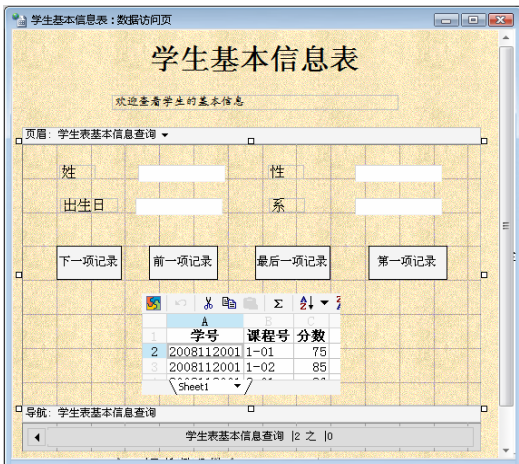 学生基本信息表 : 数据访问页
学生基本信息表
欢迎查看学生的基本信息
页眉: 学生表基本信息查询
姓 性
出生日 系
下一项记录 前一项记录 最后一项记录 第一项记录
A B C
1 学号 课程号 分数
2 2008112001 1-01 75
3 2008112001 1-02 85
Sheet1
导航: 学生表基本信息查询
学生表基本信息查询 |2 之 |0